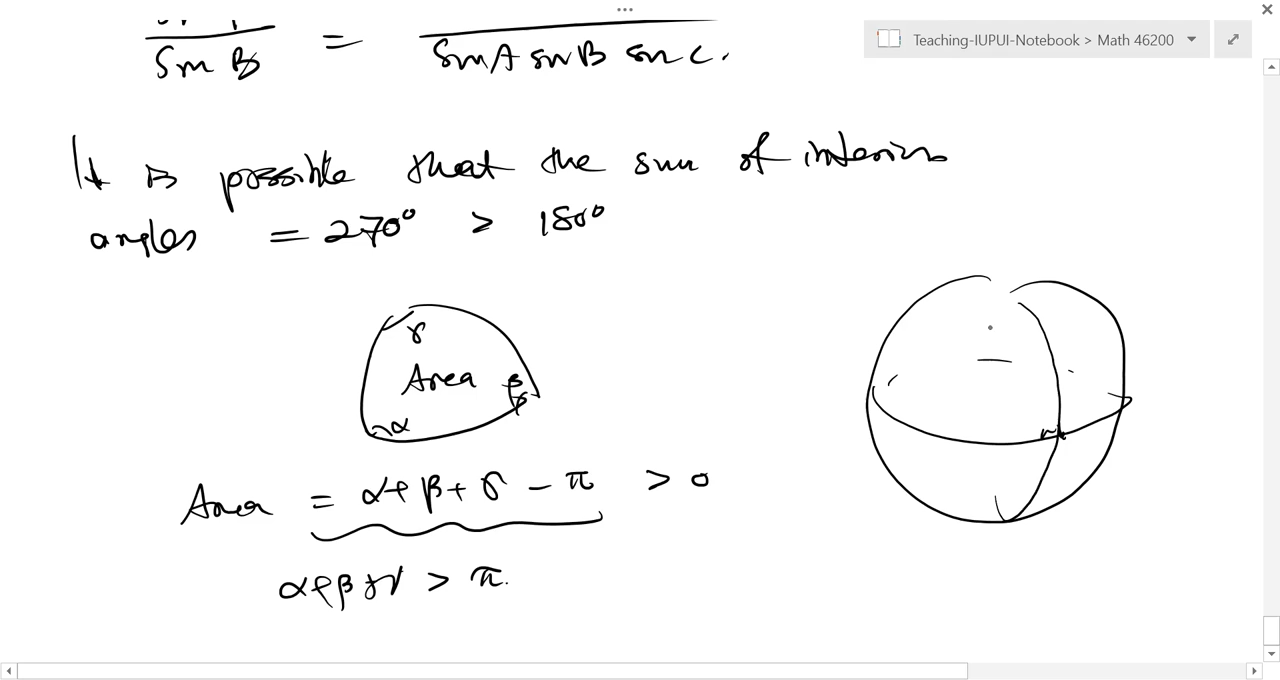 Teaching-IUPUI-Notebook > Math 46200
Sin B = Sin A sin B sin C.
It is possible that the sum of interior
angles = 270° > 180°
γ
Area β
α
Area = α + β + γ - π > 0
α + β + γ > π.